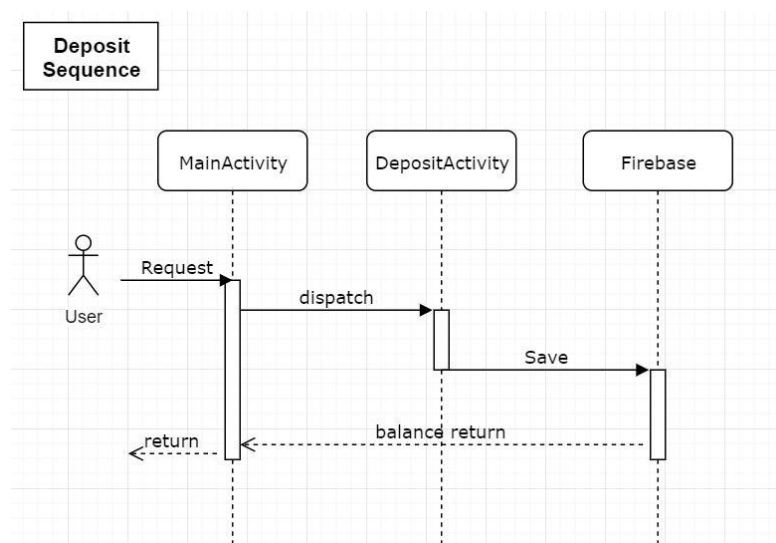 Deposit
Sequence
MainActivity
DepositActivity
Firebase
Request
User
dispatch
Save
balance return
return